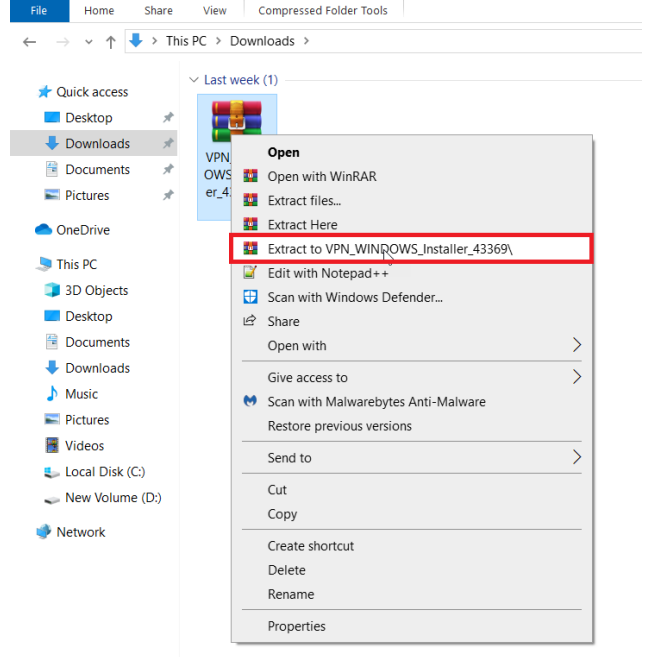 File Home Share View Compressed Folder Tools
This PC > Downloads >
Quick access
Desktop
Downloads
Documents
Pictures
OneDrive
This PC
3D Objects
Desktop
Documents
Downloads
Music
Pictures
Videos
Local Disk (C:)
New Volume (D:)
Network
Last week (1)
VPN_
OWS
er_4
Open
Open with WinRAR
Extract files...
Extract Here
Extract to VPN_WINDOWS_Installer_43369\
Edit with Notepad++
Scan with Windows Defender...
Share
Open with
Give access to
Scan with Malwarebytes Anti-Malware
Restore previous versions
Send to
Cut
Copy
Create shortcut
Delete
Rename
Properties